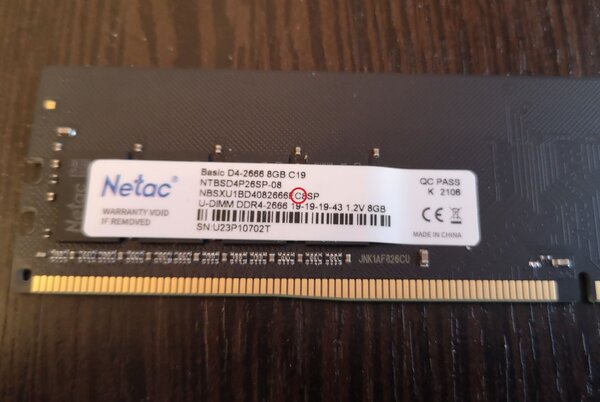 Netac®
WARRANTY VOID
IF REMOVED
Basic D4-2666 8GB C19
NTBSD4P26SP-08
NBSXU1BD4082666FC8SP
U-DIMM DDR4-2666 19-19-19-43 1.2V 8GB
SN:U23P10702T
QC PASS
K 2106
CE
MADE IN CHINA
JNK1AF826CU